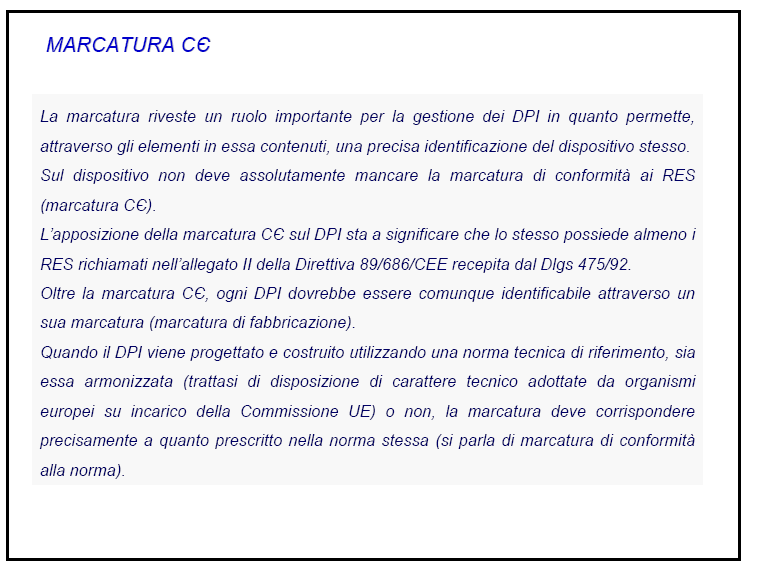 MARCATURA CЄ
La marcatura riveste un ruolo importante per la gestione dei DPI in quanto permette,
attraverso gli elementi in essa contenuti, una precisa identificazione del dispositivo stesso.
Sul dispositivo non deve assolutamente mancare la marcatura di conformità ai RES
(marcatura CЄ).
L’apposizione della marcatura CЄ sul DPI sta a significare che lo stesso possiede almeno i
RES richiamati nell’allegato II della Direttiva 89/686/CEE recepita dal Dlgs 475/92.
Oltre la marcatura CЄ, ogni DPI dovrebbe essere comunque identificabile attraverso un
sua marcatura (marcatura di fabbricazione).
Quando il DPI viene progettato e costruito utilizzando una norma tecnica di riferimento, sia
essa armonizzata (trattasi di disposizione di carattere tecnico adottate da organismi
europei su incarico della Commissione UE) o non, la marcatura deve corrispondere
precisamente a quanto prescritto nella norma stessa (si parla di marcatura di conformità
alla norma).